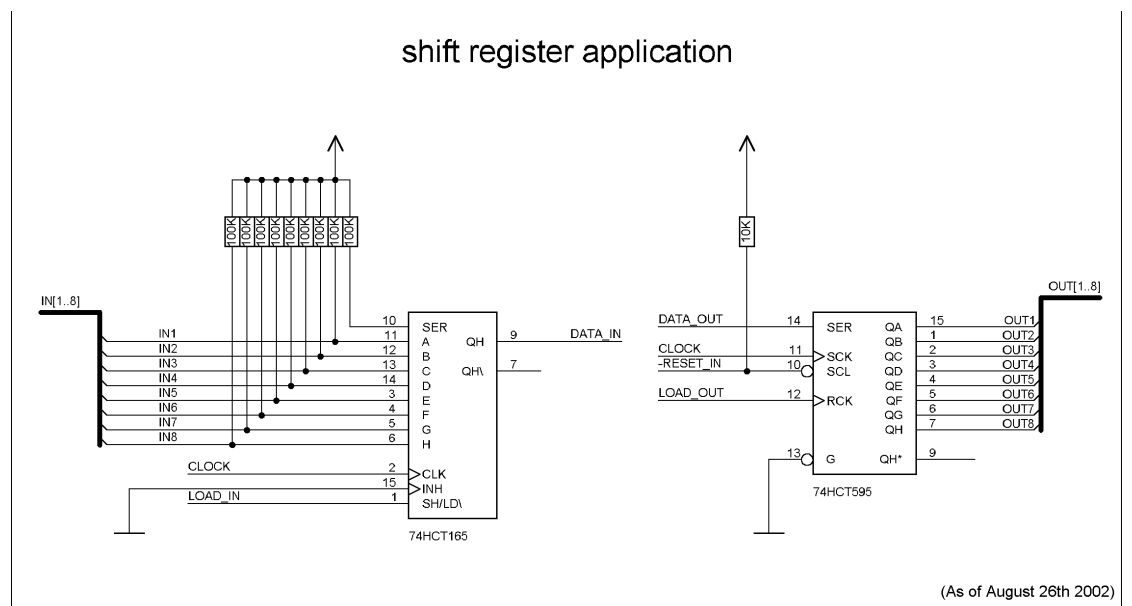 shift register application
100K
100K
100K
100K
100K
100K
100K
100K
100K
IN[1..8]
IN1
IN2
IN3
IN4
IN5
IN6
IN7
IN8
CLOCK
LOAD_IN
10
11
12
13
14
3
4
5
6
2
15
1
SER
A
B
C
D
E
F
G
H
CLK
INH
SH/LD\
QH
QH\
9
7
DATA_IN
74HCT165
10K
DATA_OUT
CLOCK
-RESET_IN
LOAD_OUT
14
11
10
12
13
SER
SCK
SCL
RCK
G
QA
QB
QC
QD
QE
QF
QG
QH
QH*
15
1
2
3
4
5
6
7
9
OUT[1..8]
OUT1
OUT2
OUT3
OUT4
OUT5
OUT6
OUT7
OUT8
74HCT595
(As of August 26th 2002)